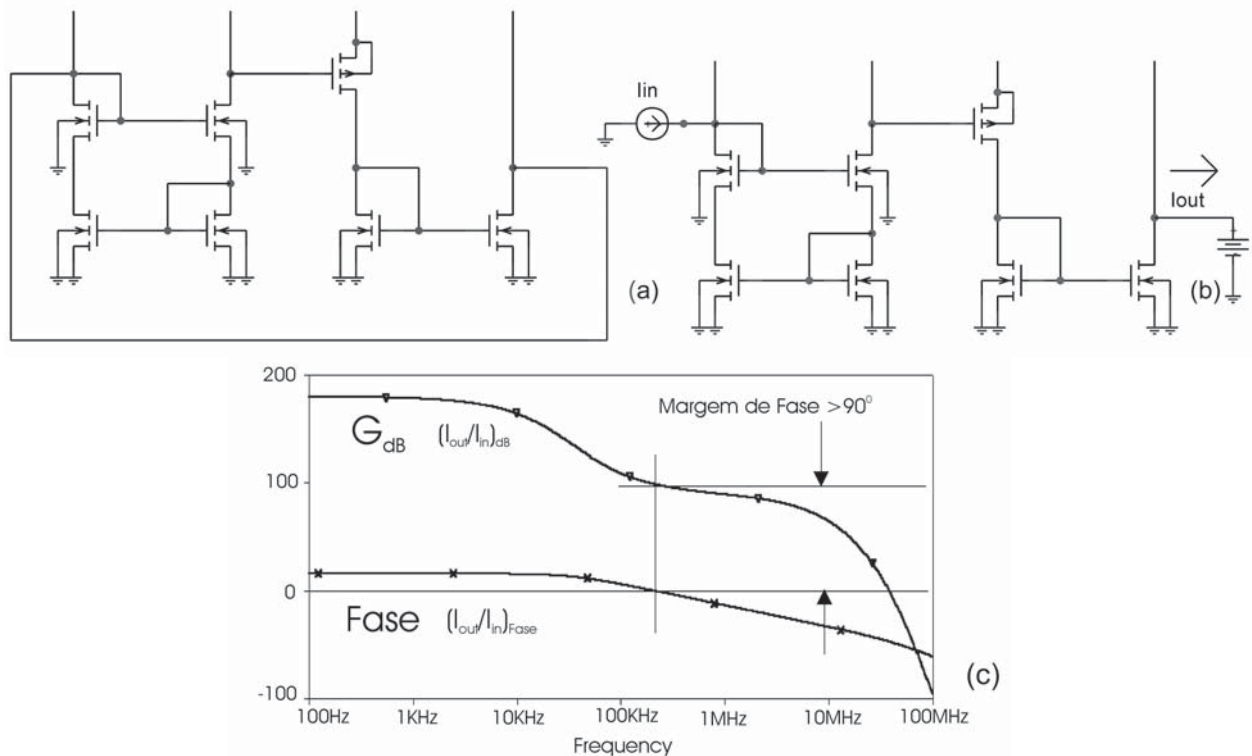 Iin
Iout
(a)
(b)
200
Margem de Fase >90°
GdB (Iout/Iin)dB
100
0
Fase (Iout/Iin)Fase
-100
(c)
100Hz 1KHz 10KHz 100KHz 1MHz 10MHz 100MHz
Frequency